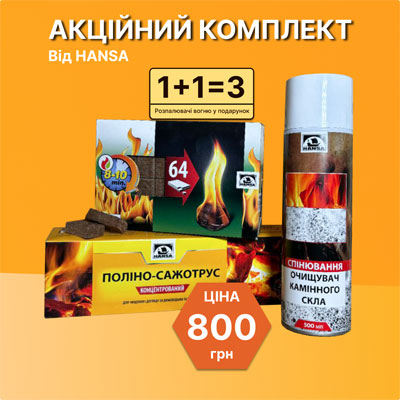 АКЦІЙНИЙ КОМПЛЕКТ
Від HANSA
1+1=3
Розпалювачі вогню у подарунок
8-10
min.
64
HANSA
HANSA
ПОЛІНО-САЖОТРУС
КОНЦЕНТРОВАНИЙ
HANSA
СПІНЮВАННЯ
ОЧИЩУВАЧ
КАМІННОГО
СКЛА
500 мл
ЦІНА
800
грн